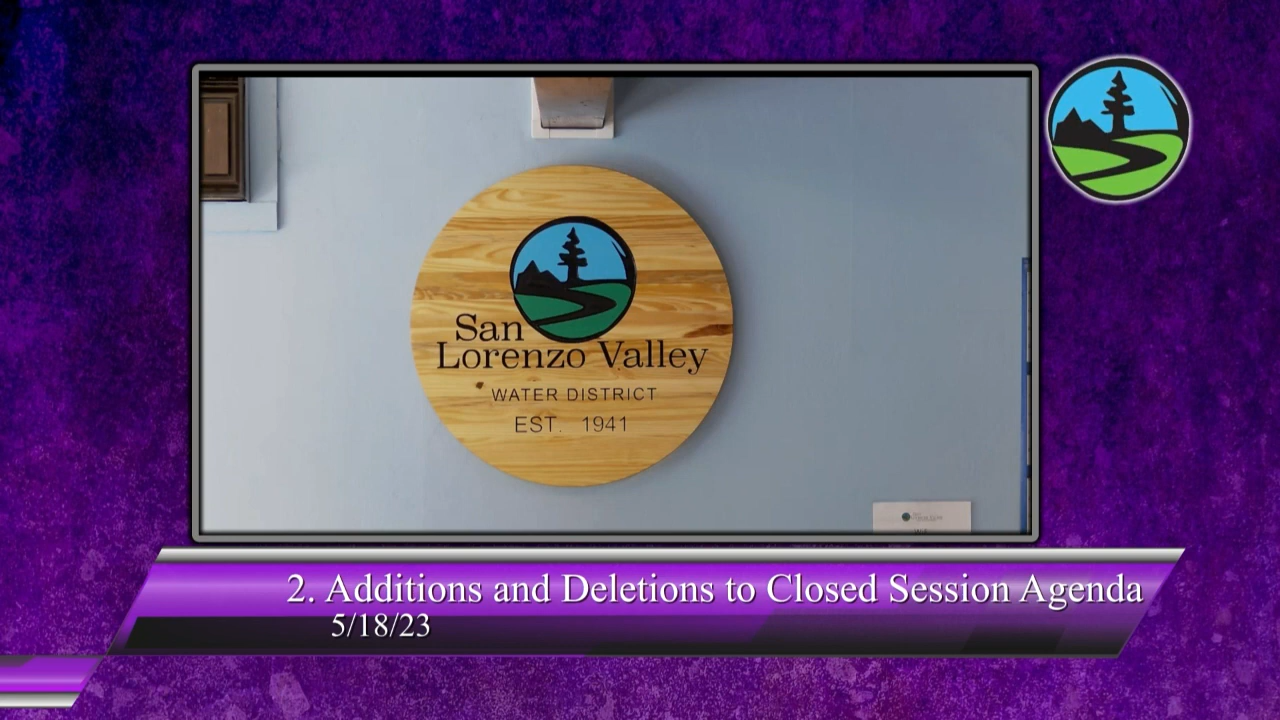 San
Lorenzo Valley
WATER DISTRICT
EST. 1941
2. Additions and Deletions to Closed Session Agenda
5/18/23